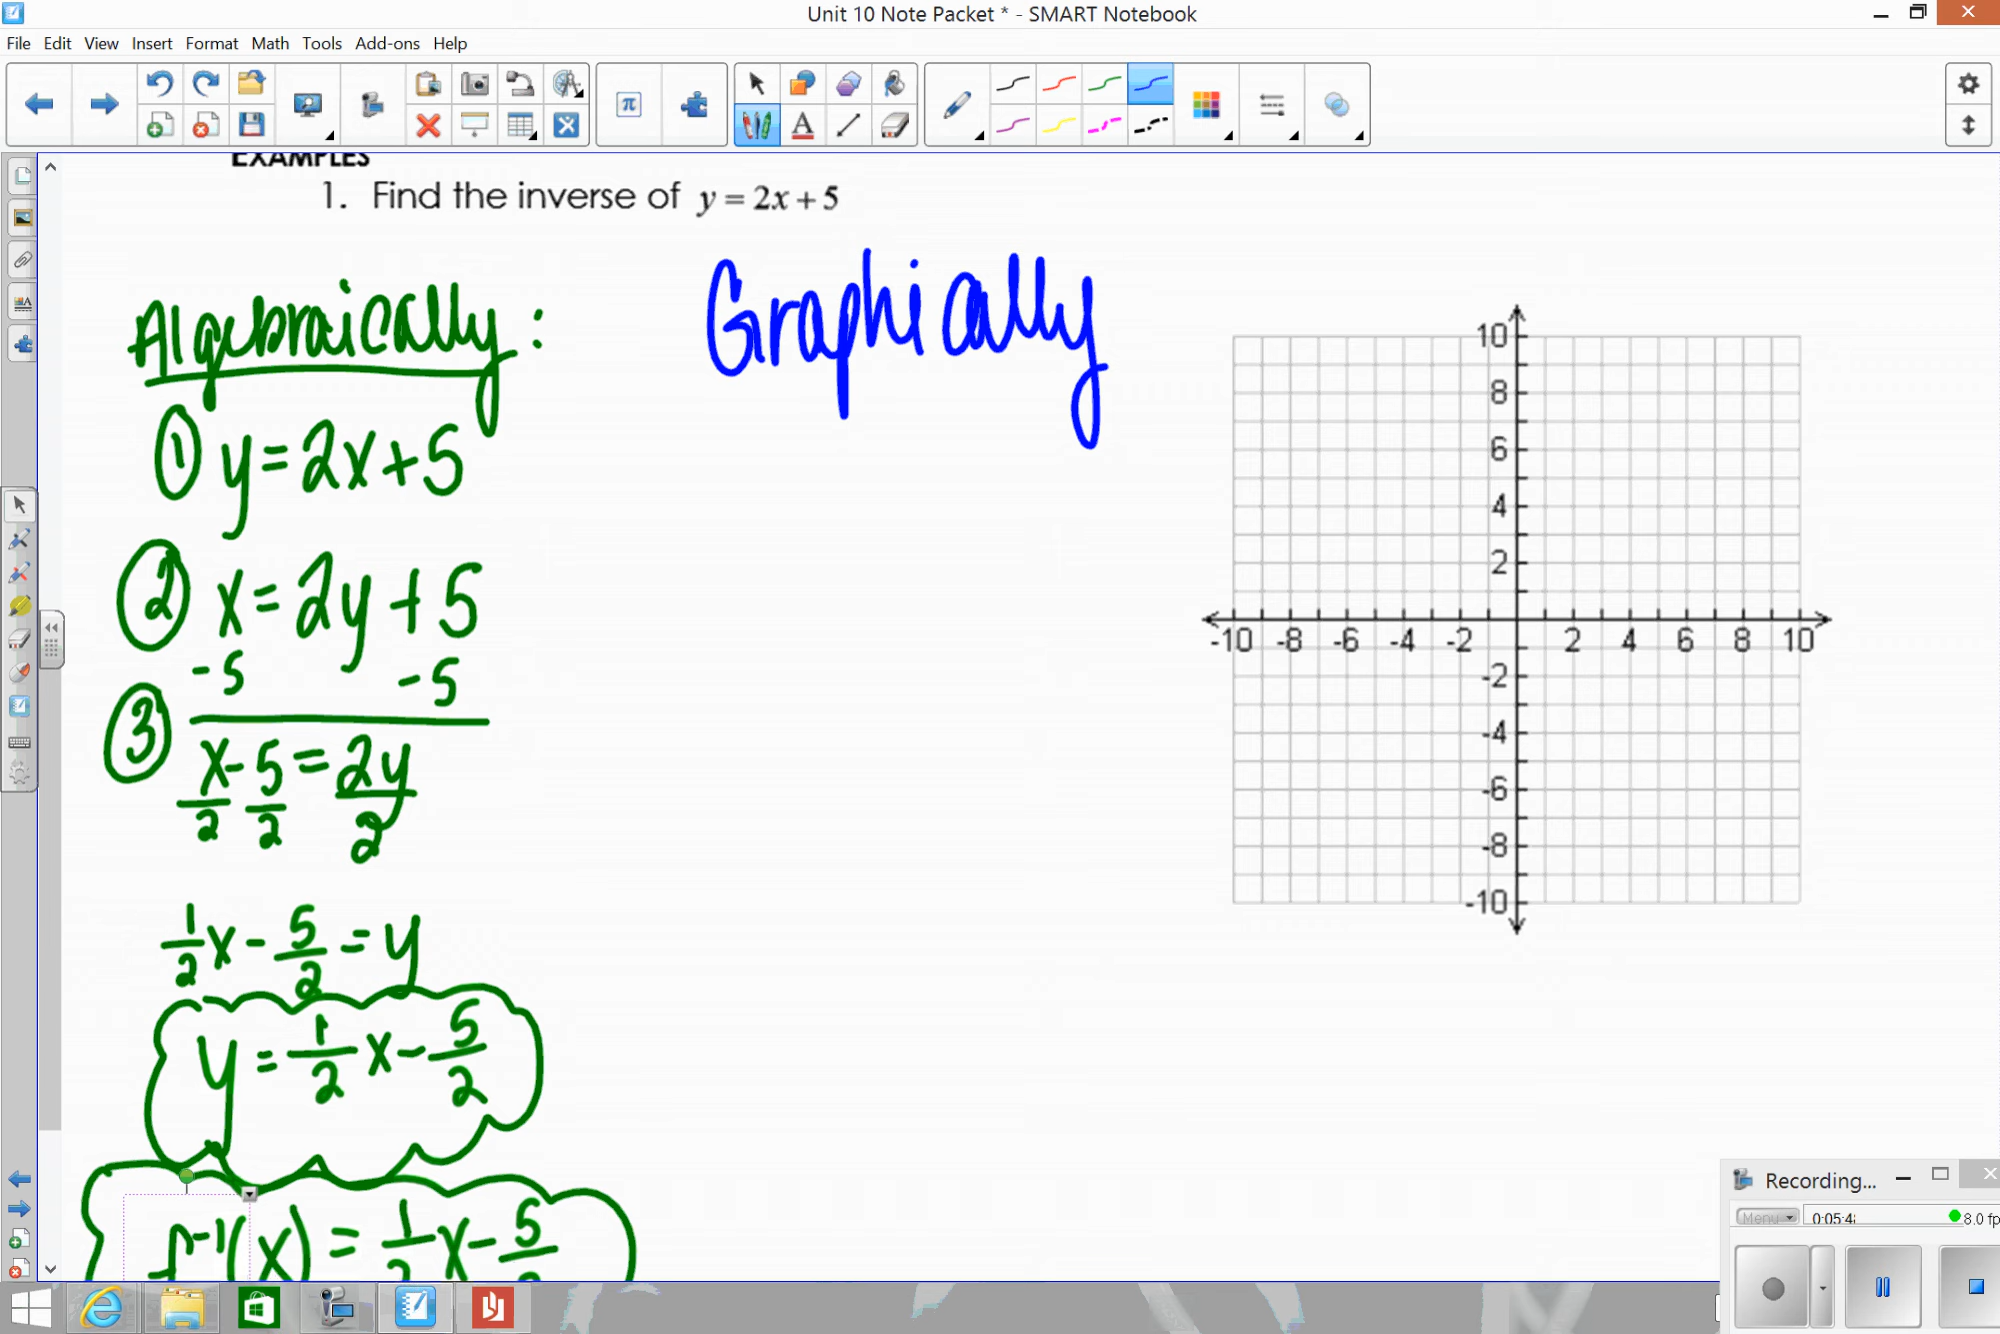 Unit 10 Note Packet * - SMART Notebook
File Edit View Insert Format Math Tools Add-ons Help
EXAMPLES
1. Find the inverse of y = 2x + 5
Algebraically:
① y = 2x + 5
② x = 2y + 5
-5 -5
③ x - 5 = 2y
2 2 2
1/2 x - 5/2 = y
y = 1/2 x - 5/2
f⁻¹(x) = 1/2 x - 5/2
Graphically
10
8
6
4
2
-10 -8 -6 -4 -2 2 4 6 8 10
-2
-4
-6
-8
-10
Recording...
Menu 0:05:4 8.0 fp